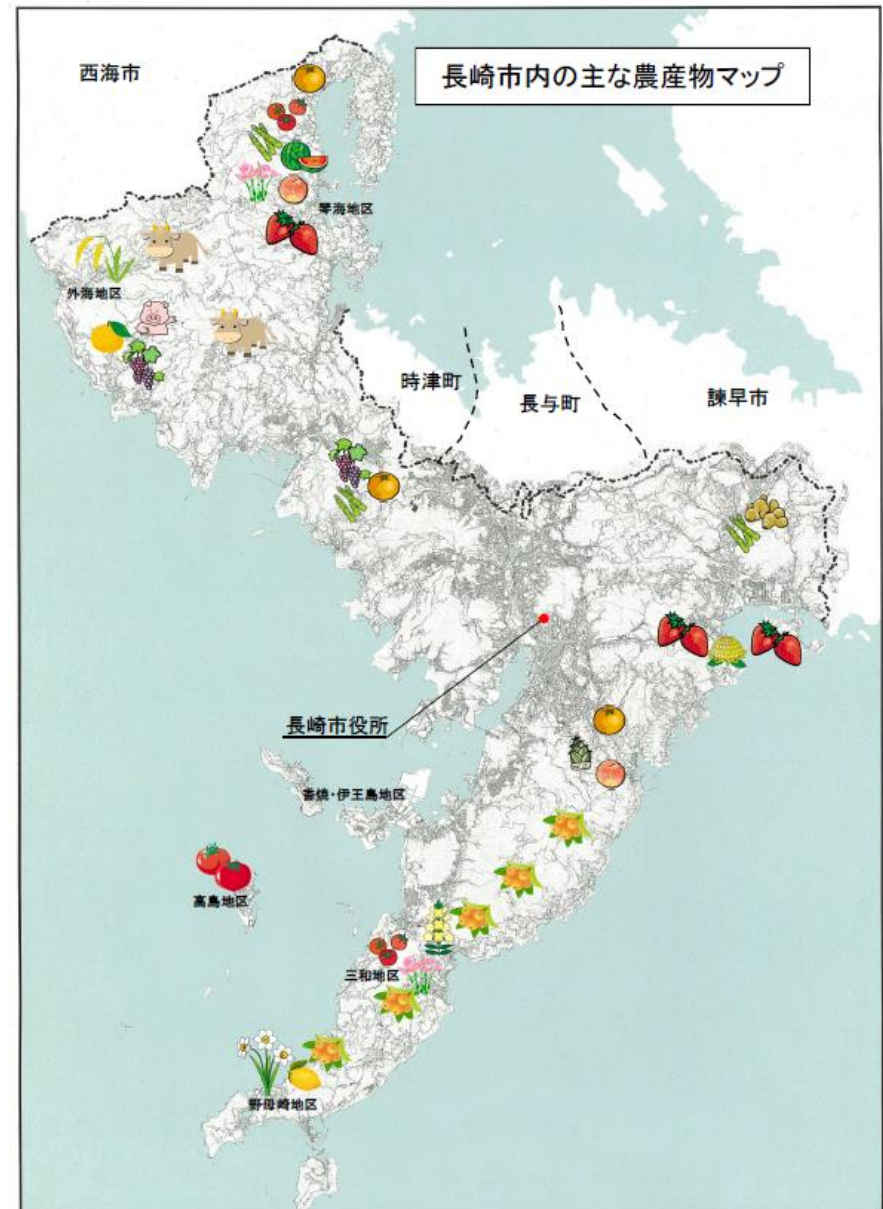 西海市
長崎市内の主な農産物マップ
琴海地区
外海地区
時津町
長与町
諫早市
長崎市役所
香焼・伊王島地区
高島地区
三和地区
野母崎地区